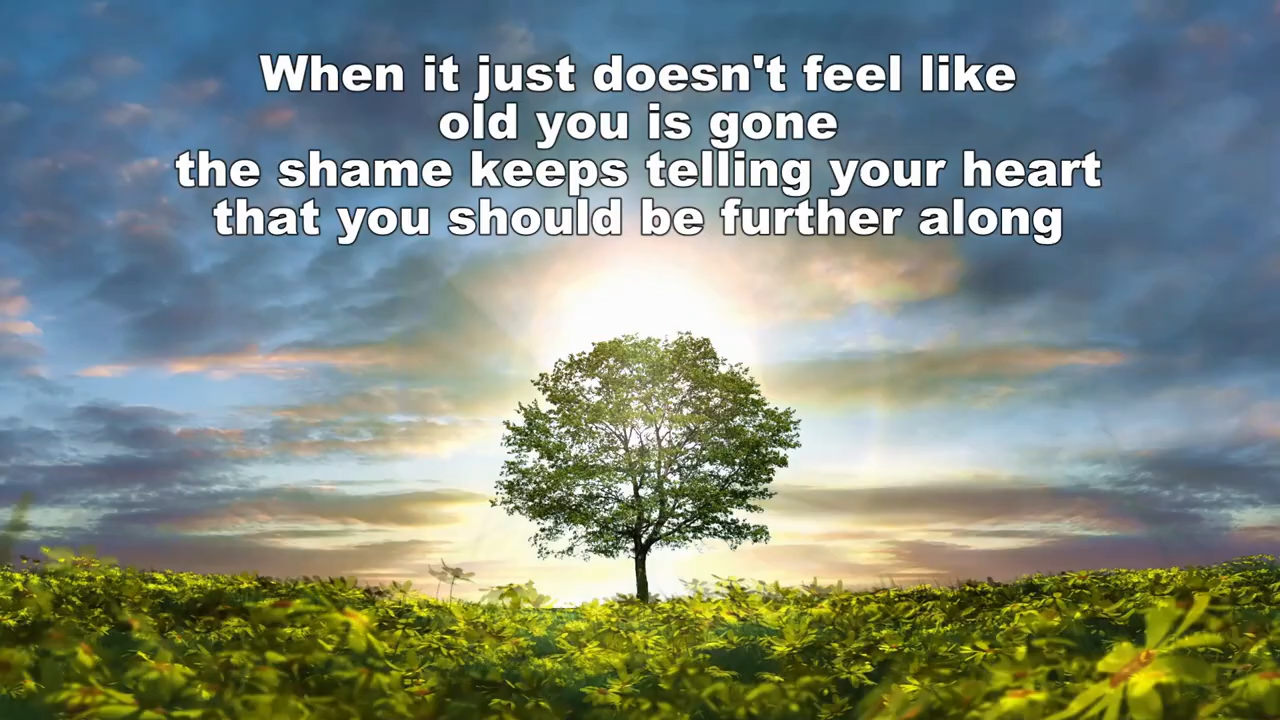 When it just doesn't feel like
old you is gone
the shame keeps telling your heart
that you should be further along